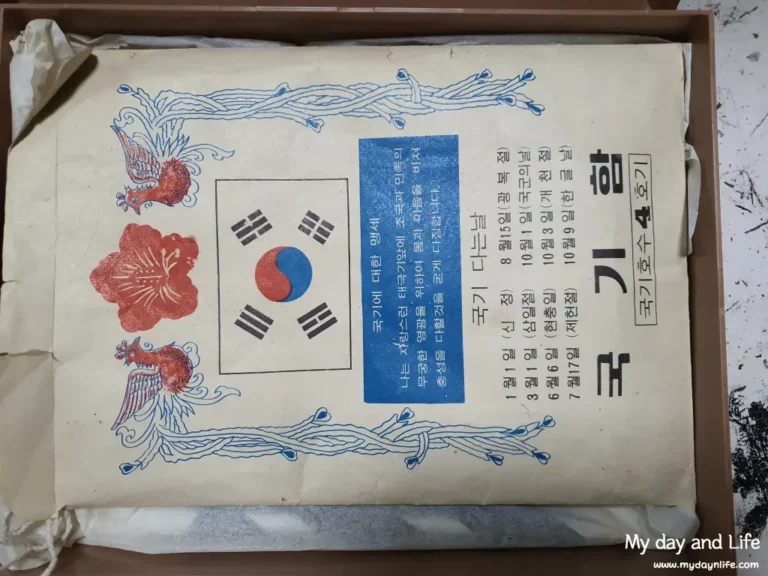 국기에 대한 맹세
나는 자랑스런 태극기앞에 조국과 민족의
무궁한 영광을 위하여 몸과 마음을 바쳐
충성을 다할것을 굳게 다짐합니다.
국기 다는날
1월1일 (신 정) 8월15일(광 복 절)
3월1일 (삼일절) 10월1일(국군의날)
6월6일 (현충일) 10월3일(개 천 절)
7월17일 (제헌절) 10월9일(한 글 날)
국 기 함
국기호수 4 호기
My day and Life
www.mydaynlife.com